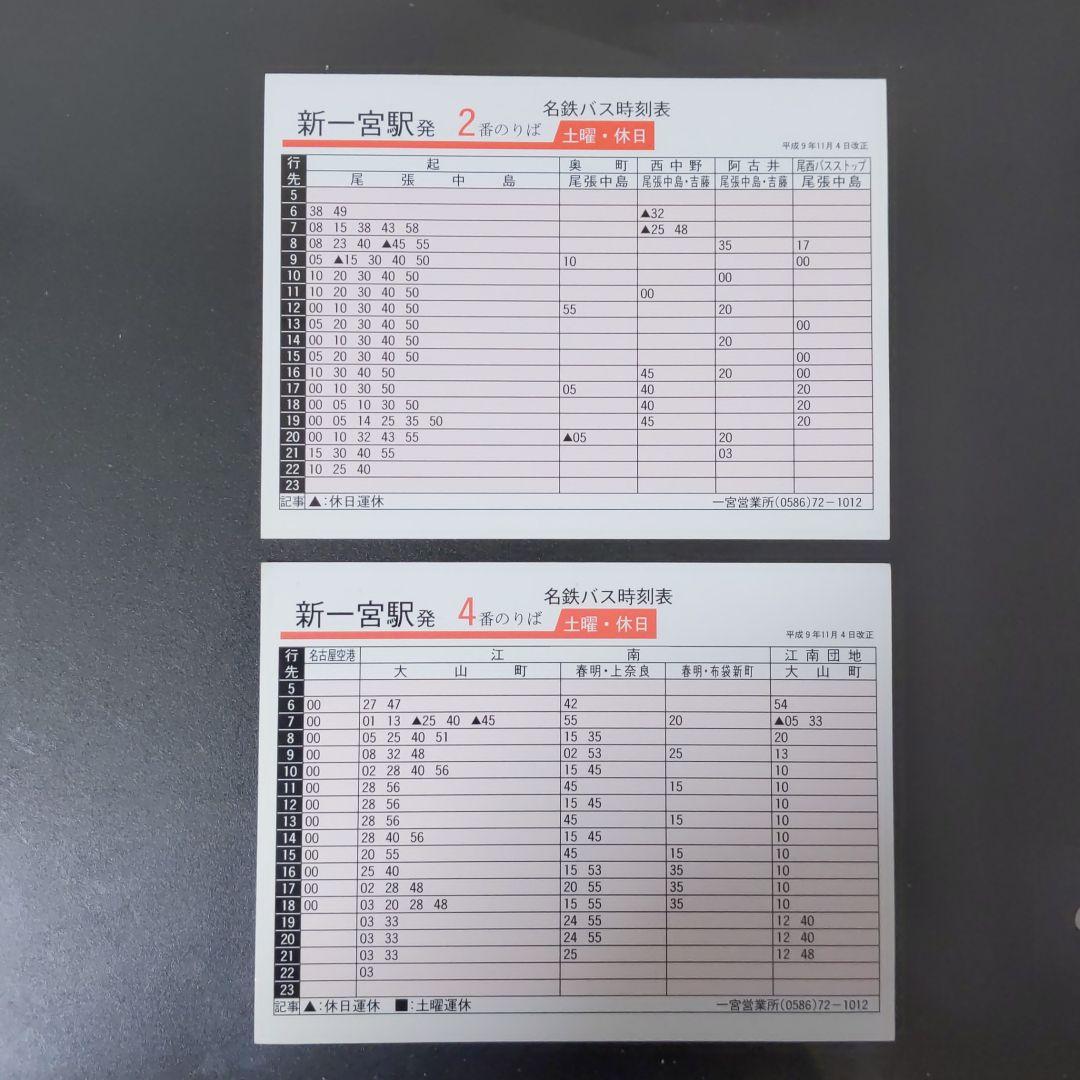 名鉄バス時刻表
新一宮駅発 2番のりば 土曜・休日
平成9年11月4日改正
行先 起 奥町 西中野 阿古井 尾西バスストップ
尾張中島 尾張中島 尾張中島・吉藤 尾張中島・吉藤 尾張中島
5
6 38 49 ▲32
7 08 15 38 43 58 ▲25 48
8 08 23 40 ▲45 55 35 17
9 05 ▲15 30 40 50 10 00
10 10 20 30 40 50 00
11 10 20 30 40 50 00
12 00 10 30 40 50 55 20
13 05 20 30 40 50 00
14 00 10 30 40 50 20
15 05 20 30 40 50 00
16 10 30 40 50 45 20 00
17 00 10 30 50 05 40 20
18 00 05 10 30 50 40 20
19 00 05 14 25 35 50 45 20
20 00 10 32 43 55 ▲05 20
21 15 30 40 55 03
22 10 25 40
23
記事 ▲:休日運休 一宮営業所(0586)72-1012
名鉄バス時刻表
新一宮駅発 4番のりば 土曜・休日
平成9年11月4日改正
行先 名古屋空港 江南 江南団地
大山町 春明・上奈良 春明・布袋新町 大山町
5
6 00 27 47 42 54
7 00 01 13 ▲25 40 ▲45 55 20 ▲05 33
8 00 05 25 40 51 15 35 20
9 00 08 32 48 02 53 25 13
10 00 02 28 40 56 15 45 10
11 00 28 56 45 15 10
12 00 28 56 15 45 10
13 00 28 56 45 15 10
14 00 28 40 56 15 45 10
15 00 20 55 45 15 10
16 00 25 40 15 53 35 10
17 00 02 28 48 20 55 35 10
18 00 03 20 28 48 15 55 35 10
19 03 33 24 55 12 40
20 03 33 24 55 12 40
21 03 33 25 12 48
22 03
23
記事 ▲:休日運休 ■:土曜運休 一宮営業所(0586)72-1012